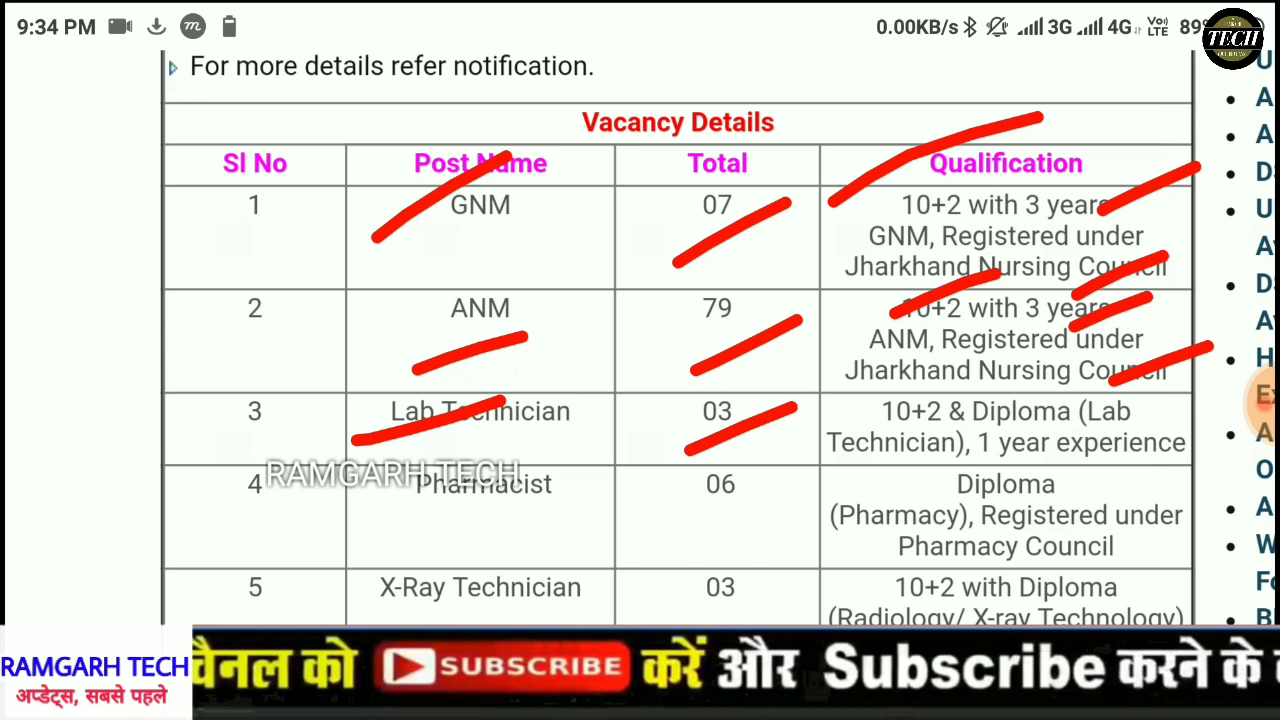 9:34 PM
0.00KB/s 3G 4G Vo)) LTE
TECH
For more details refer notification.
Vacancy Details
Sl No Post Name Total Qualification
1 GNM 07 10+2 with 3 years
GNM, Registered under
Jharkhand Nursing Council
2 ANM 79 10+2 with 3 years
ANM, Registered under
Jharkhand Nursing Council
3 Lab Technician 03 10+2 & Diploma (Lab
Technician), 1 year experience
RAMGARH TECH
4 Pharmacist 06 Diploma
(Pharmacy), Registered under
Pharmacy Council
5 X-Ray Technician 03 10+2 with Diploma
(Radiology/ X-ray Technology)
RAMGARH TECH
अप्डेट्स, सबसे पहले
चैनल को SUBSCRIBE करें और Subscribe करने के